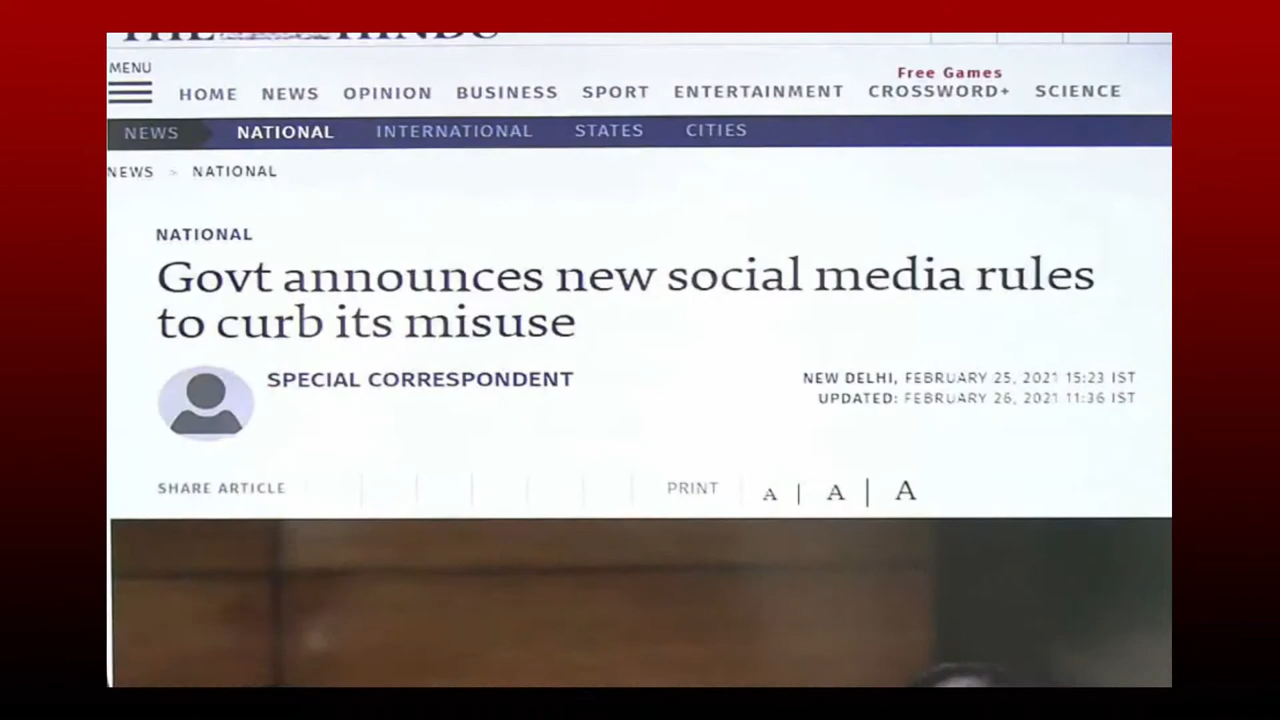 THE HINDU
MENU
Free Games
HOME NEWS OPINION BUSINESS SPORT ENTERTAINMENT CROSSWORD+ SCIENCE
NEWS NATIONAL INTERNATIONAL STATES CITIES
NEWS > NATIONAL
NATIONAL
Govt announces new social media rules
to curb its misuse
SPECIAL CORRESPONDENT
NEW DELHI, FEBRUARY 25, 2021 15:23 IST
UPDATED: FEBRUARY 26, 2021 11:36 IST
SHARE ARTICLE PRINT A | A | A